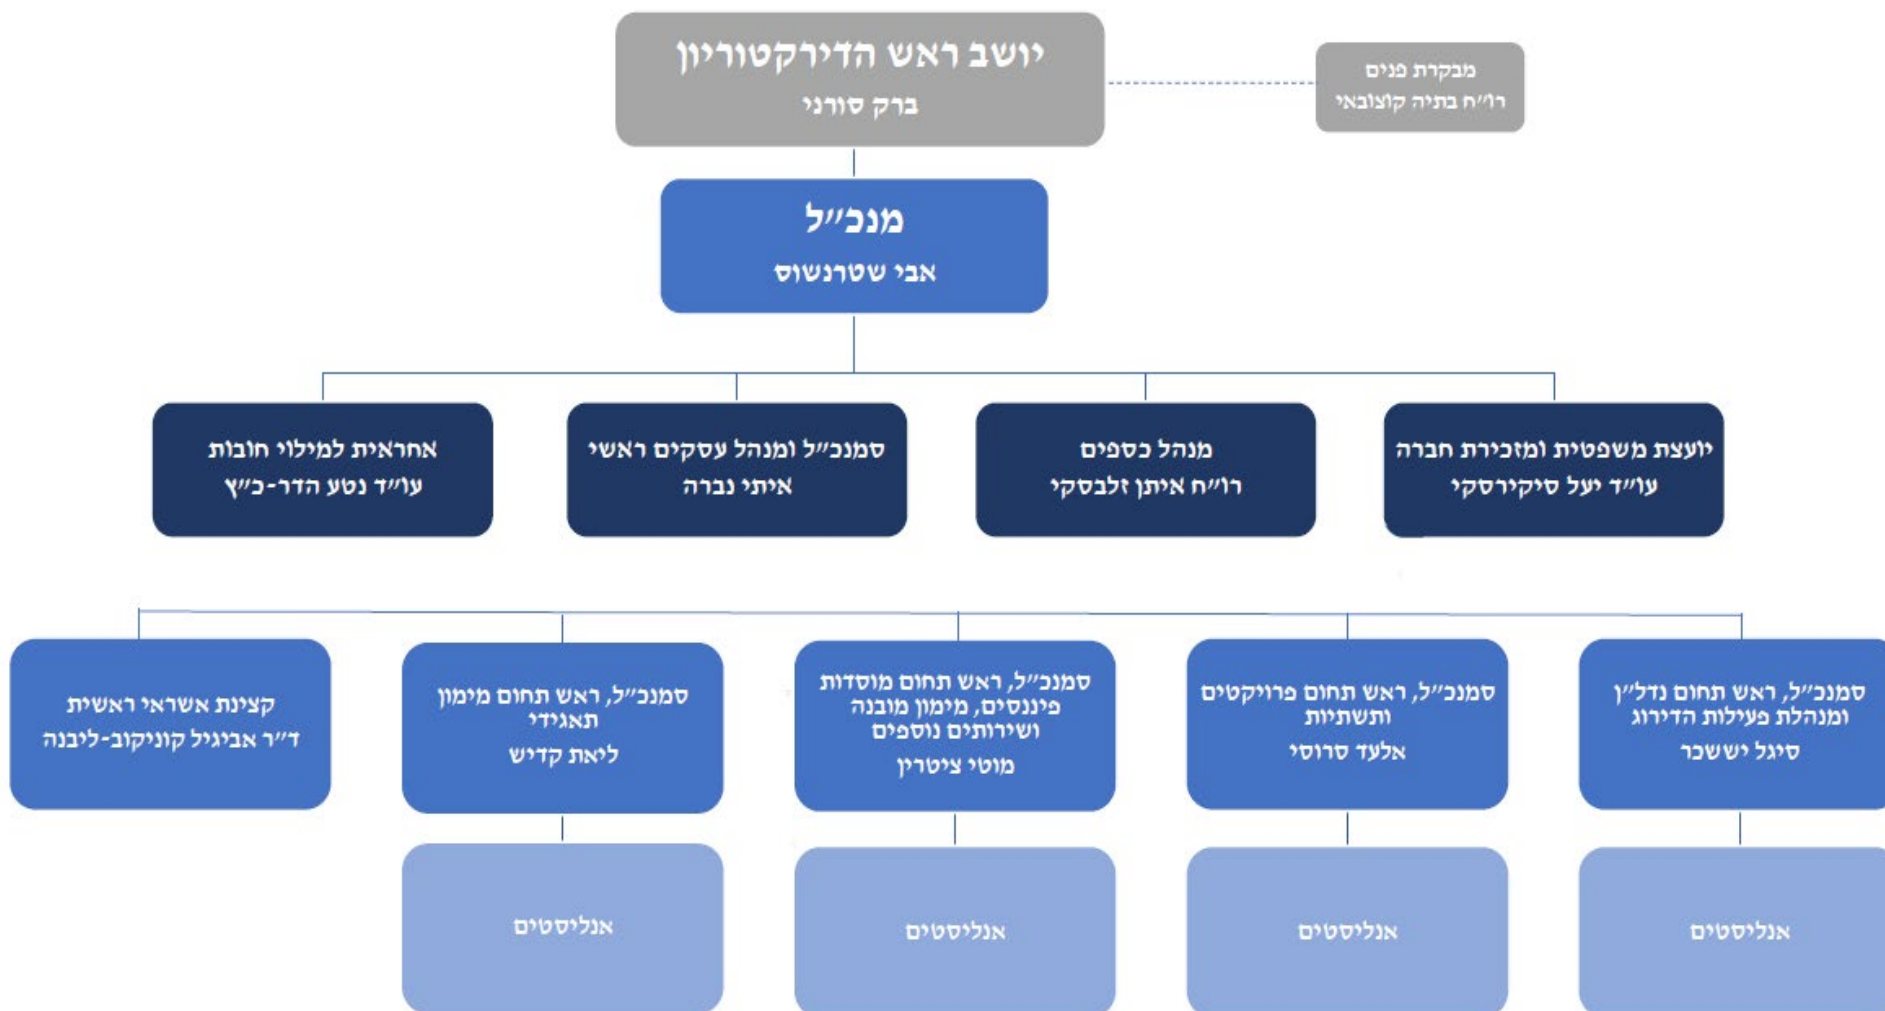 יושב ראש הדירקטוריון
ברק סורני
מבקרת פנים
רו״ח בתיה קוצובאי
מנכ״ל
אבי שטרנשוס
יועצת משפטית ומזכירת חברה
עו״ד יעל סיקירסקי
מנהל כספים
רו״ח איתן זלבסקי
סמנכ״ל ומנהל עסקים ראשי
איתי נברה
אחראית למילוי חובות
עו״ד נטע הדר-כ״ץ
סמנכ״ל, ראש תחום נדל״ן
ומנהלת פעילות הדירוג
סיגל יששכר
סמנכ״ל, ראש תחום פרויקטים
ותשתיות
אלעד סרוסי
סמנכ״ל, ראש תחום מוסדות
פיננסים, מימון מובנה
ושירותים נוספים
מוטי ציטרין
סמנכ״ל, ראש תחום מימון
תאגידי
ליאת קדיש
קצינת אשראי ראשית
ד״ר אביגיל קוניקוב-ליבנה
אנליסטים
אנליסטים
אנליסטים
אנליסטים